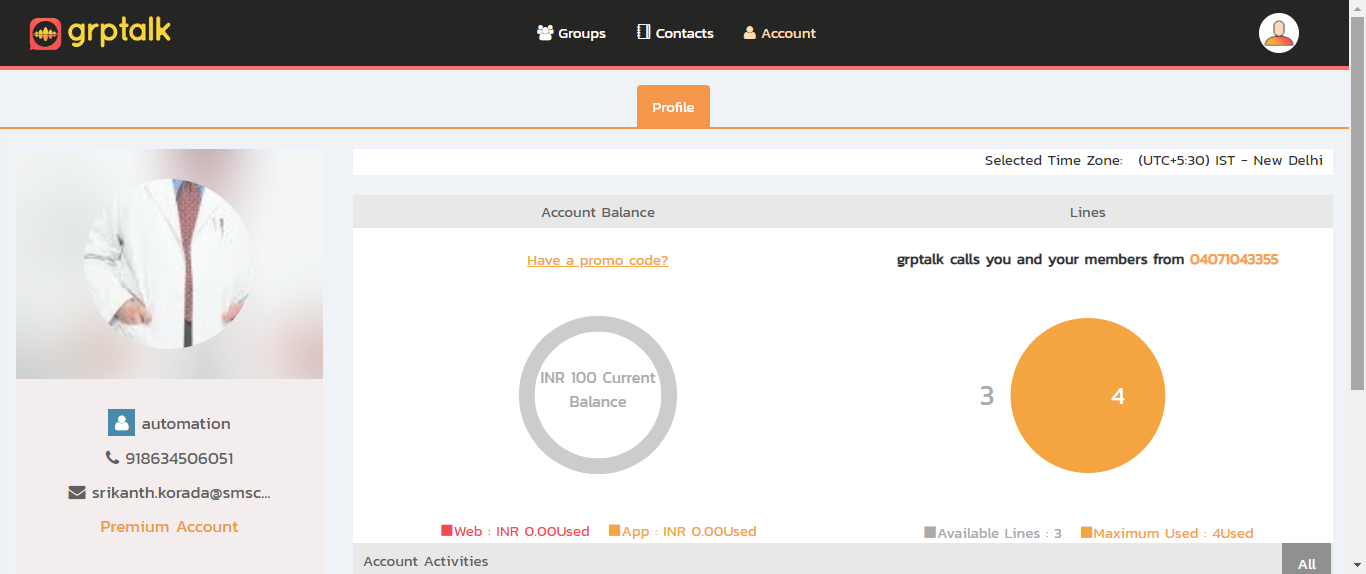 grptalk
Groups Contacts Account
Profile
Selected Time Zone: (UTC+5:30) IST - New Delhi
Account Balance
Lines
Have a promo code?
grptalk calls you and your members from 04071043355
INR 100 Current
Balance
3
4
automation
918634506051
srikanth.korada@smsc...
Premium Account
Web : INR 0.00Used App : INR 0.00Used
Available Lines : 3 Maximum Used : 4Used
Account Activities
All